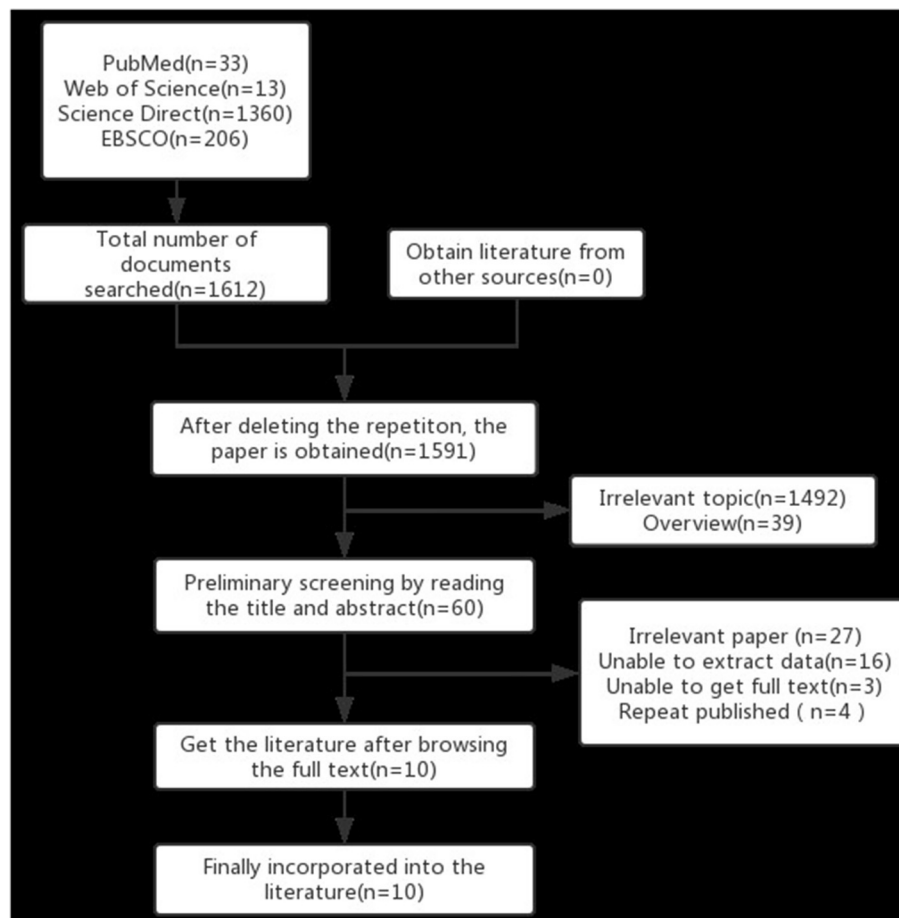 PubMed(n=33)
Web of Science(n=13)
Science Direct(n=1360)
EBSCO(n=206)
Total number of
documents
searched(n=1612)
Obtain literature from
other sources(n=0)
After deleting the repetiton, the
paper is obtained(n=1591)
Irrelevant topic(n=1492)
Overview(n=39)
Preliminary screening by reading
the title and abstract(n=60)
Irrelevant paper (n=27)
Unable to extract data(n=16)
Unable to get full text(n=3)
Repeat published ( n=4 )
Get the literature after browsing
the full text(n=10)
Finally incorporated into the
literature(n=10)